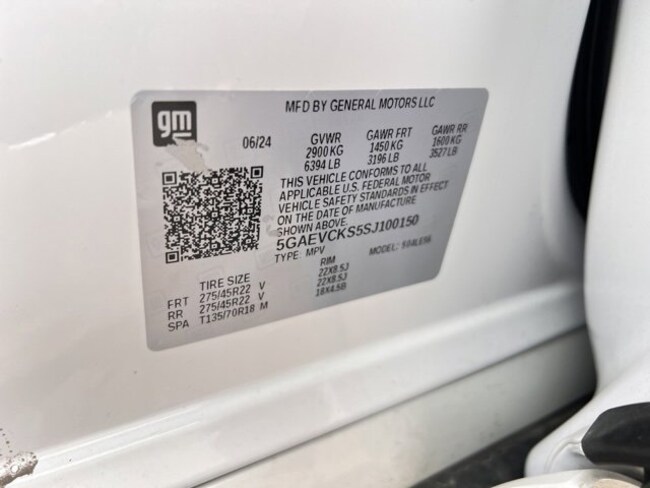 gm
MFD BY GENERAL MOTORS LLC
06/24
GVWR GAWR FRT GAWR RR
2900 KG 1450 KG 1600 KG
6394 LB 3196 LB 3527 LB
THIS VEHICLE CONFORMS TO ALL
APPLICABLE U.S. FEDERAL MOTOR
VEHICLE SAFETY STANDARDS IN EFFECT
ON THE DATE OF MANUFACTURE
SHOWN ABOVE.
5GAEVCKS5SJ100150
TYPE: MPV MODEL:
TIRE SIZE RIM
FRT 275/45R22 V 22X8.5J
RR 275/45R22 V 22X8.5J
SPA T135/70R18 M 18X4.5B